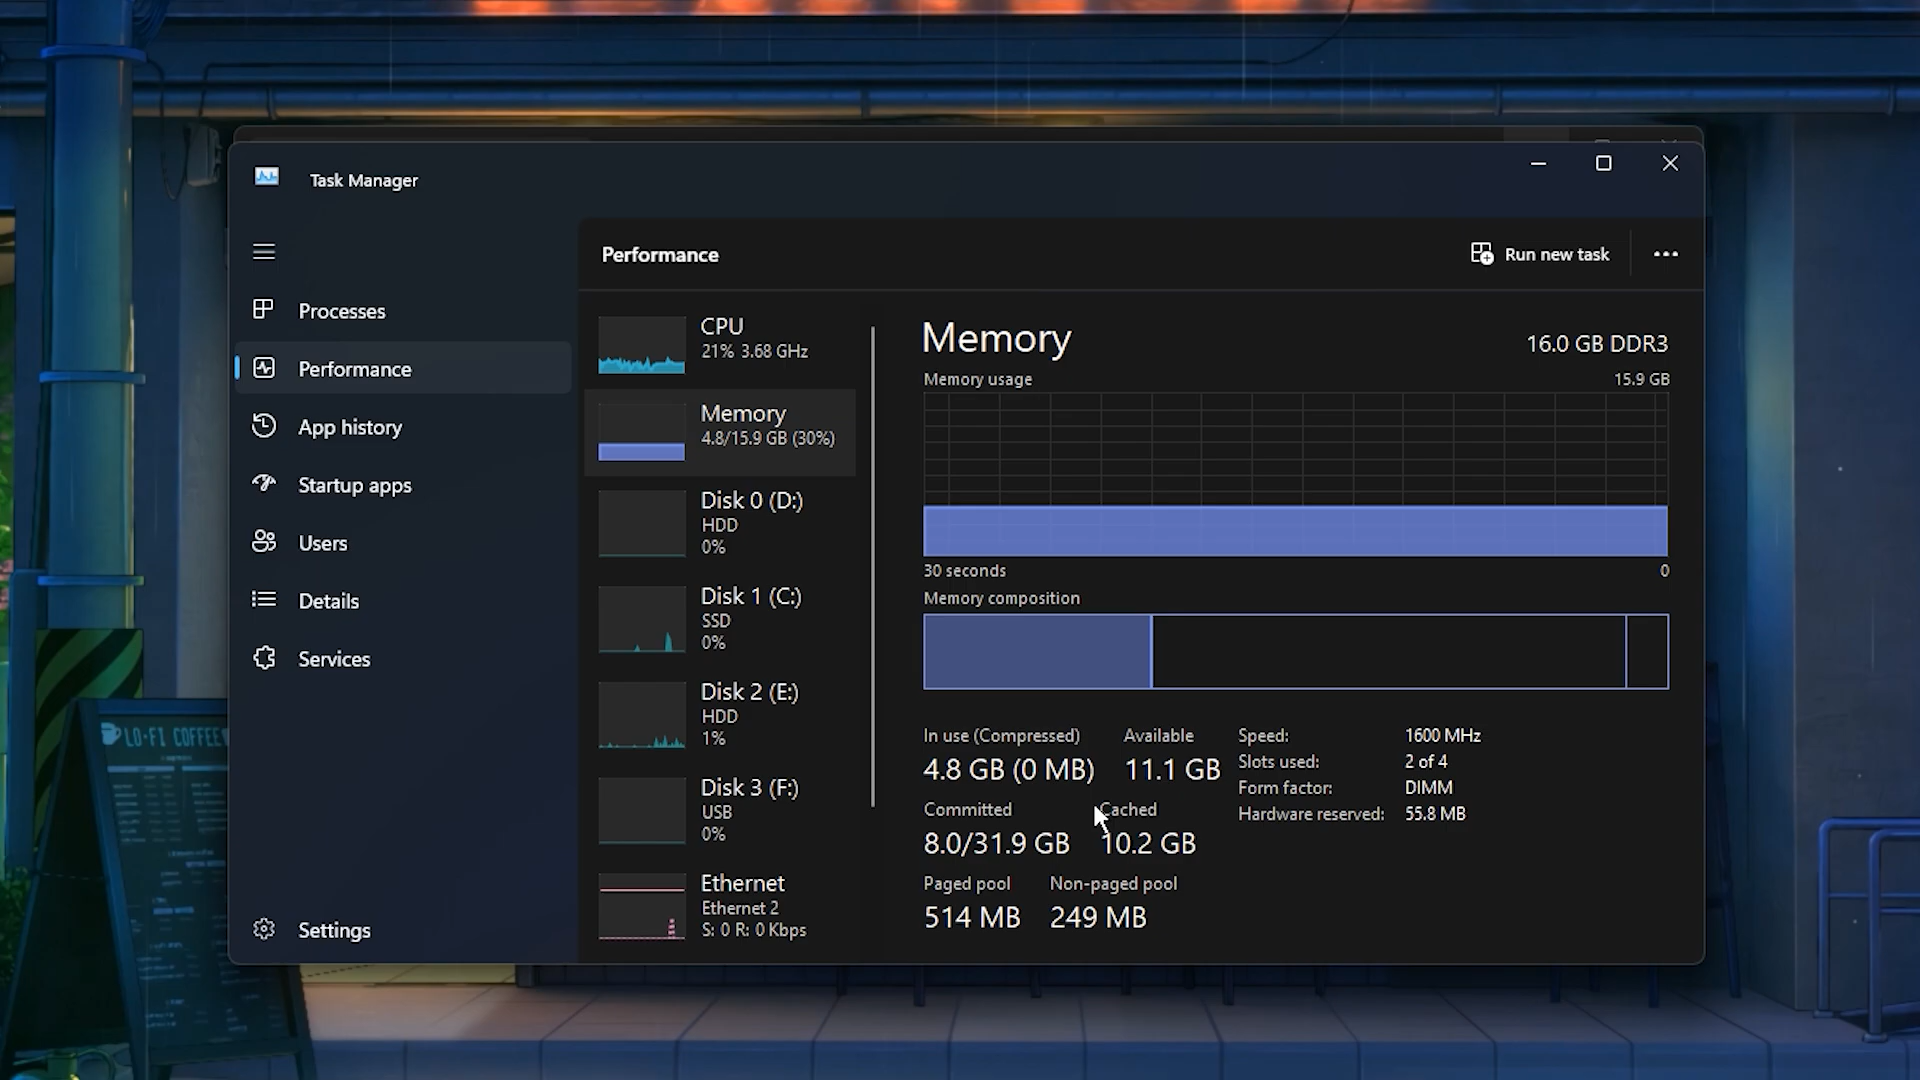 Task Manager
Processes
Performance
App history
Startup apps
Users
Details
Services
Settings
Performance
Run new task
CPU
21% 3.68 GHz
Memory
4.8/15.9 GB (30%)
Disk 0 (D:)
HDD
0%
Disk 1 (C:)
SSD
0%
Disk 2 (E:)
HDD
1%
Disk 3 (F:)
USB
0%
Ethernet
Ethernet 2
S: 0 R: 0 Kbps
Memory
16.0 GB DDR3
Memory usage
15.9 GB
30 seconds
0
Memory composition
In use (Compressed)
4.8 GB (0 MB)
Available
11.1 GB
Committed
8.0/31.9 GB
Cached
10.2 GB
Paged pool
514 MB
Non-paged pool
249 MB
Speed: 1600 MHz
Slots used: 2 of 4
Form factor: DIMM
Hardware reserved: 55.8 MB
LO-FI COFFEE